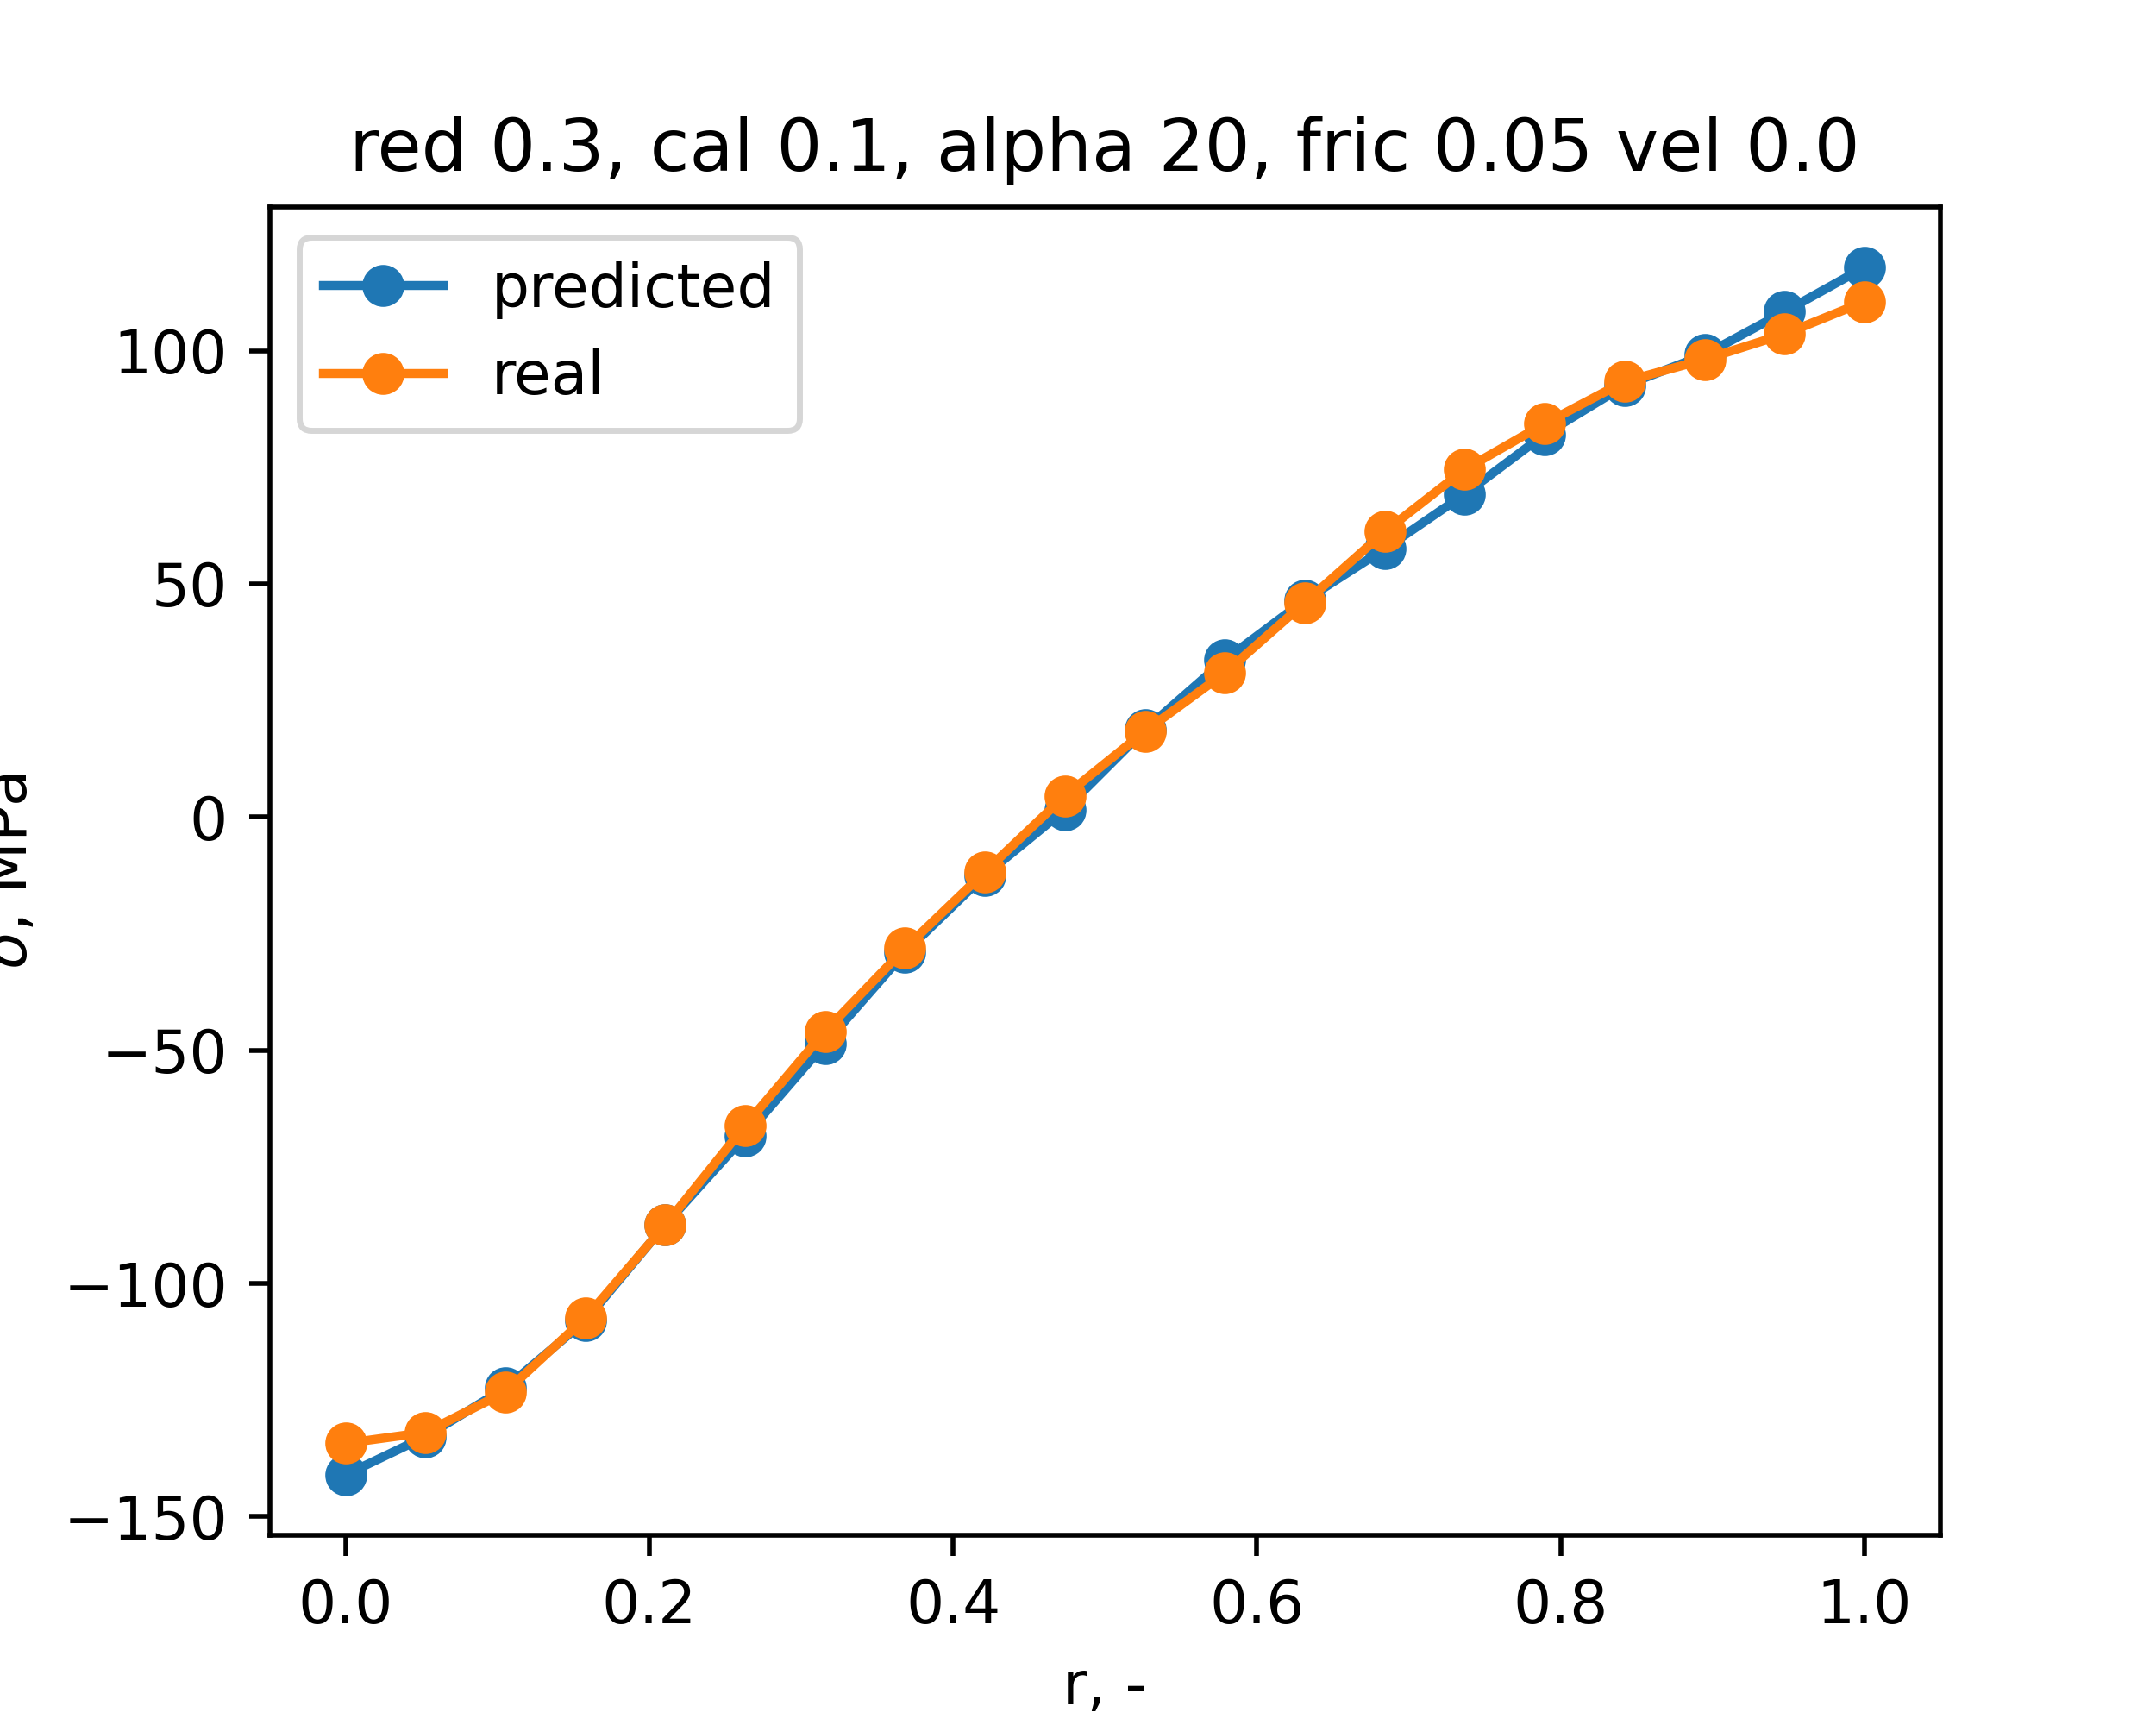 red 0.3, cal 0.1, alpha 20, fric 0.05 vel 0.0
predicted
real
100
50
0
−50
−100
−150
σ, MPa
0.0 0.2 0.4 0.6 0.8 1.0
r, -